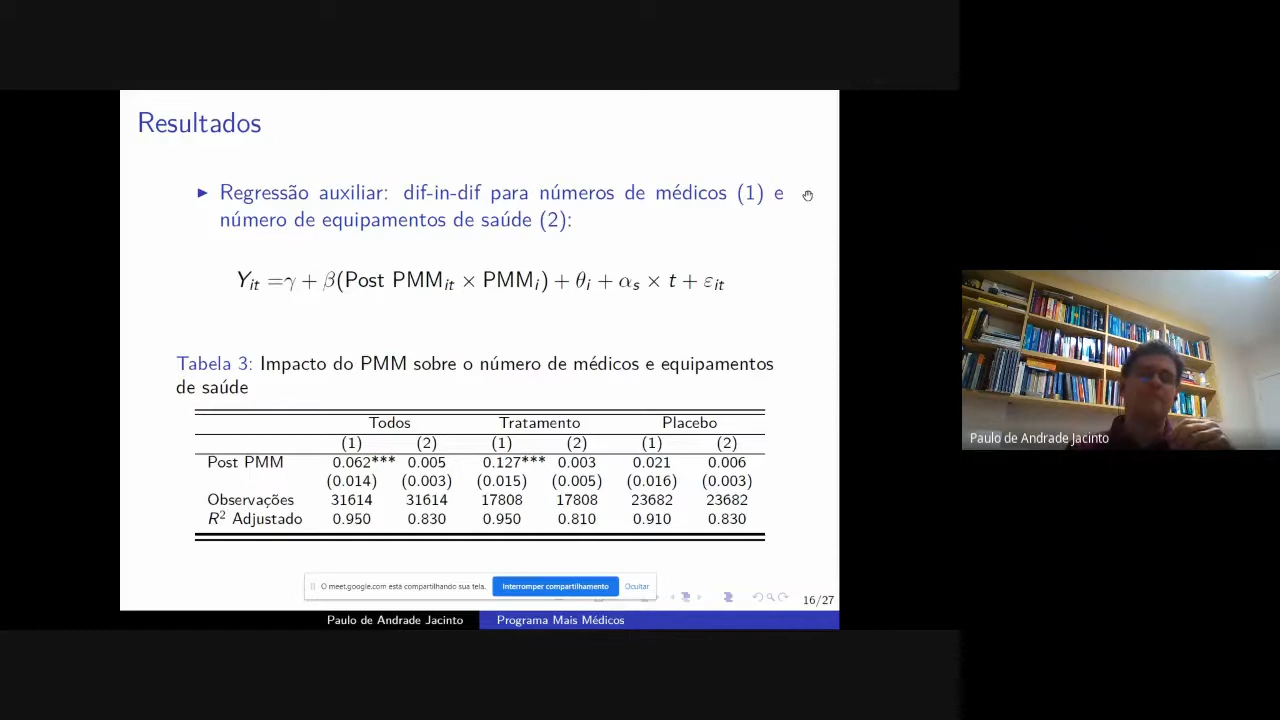 Resultados
► Regressão auxiliar: dif-in-dif para números de médicos (1) e
número de equipamentos de saúde (2):
Y_it =γ + β(Post PMM_it × PMM_i) + θ_i + α_s × t + ε_it
Tabela 3: Impacto do PMM sobre o número de médicos e equipamentos
de saúde
Todos Tratamento Placebo
(1) (2) (1) (2) (1) (2)
Post PMM 0.062*** 0.005 0.127*** 0.003 0.021 0.006
(0.014) (0.003) (0.015) (0.005) (0.016) (0.003)
Observações 31614 31614 17808 17808 23682 23682
R² Adjustado 0.950 0.830 0.950 0.810 0.910 0.830
O meet.google.com está compartilhando sua tela. Interromper compartilhamento Ocultar
16/27
Paulo de Andrade Jacinto Programa Mais Médicos
Paulo de Andrade Jacinto